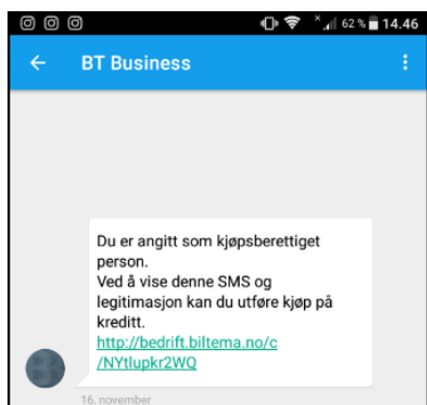 62 % 14.46
BT Business
Du er angitt som kjøpsberettiget
person.
Ved å vise denne SMS og
legitimasjon kan du utføre kjøp på
kreditt.
http://bedrift.biltema.no/c
/NYtlupkr2WQ
B
16. november